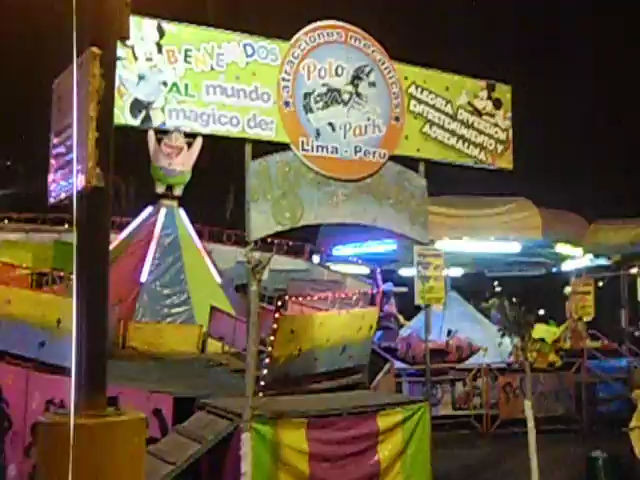 BIENVENIDOS
AL mundo
magico de:
atracciones mecanicas
Polo
Park
Lima - Peru
ALEGRIA, DIVERSION
ENTRETENIMIENTO Y
ADRENALINA